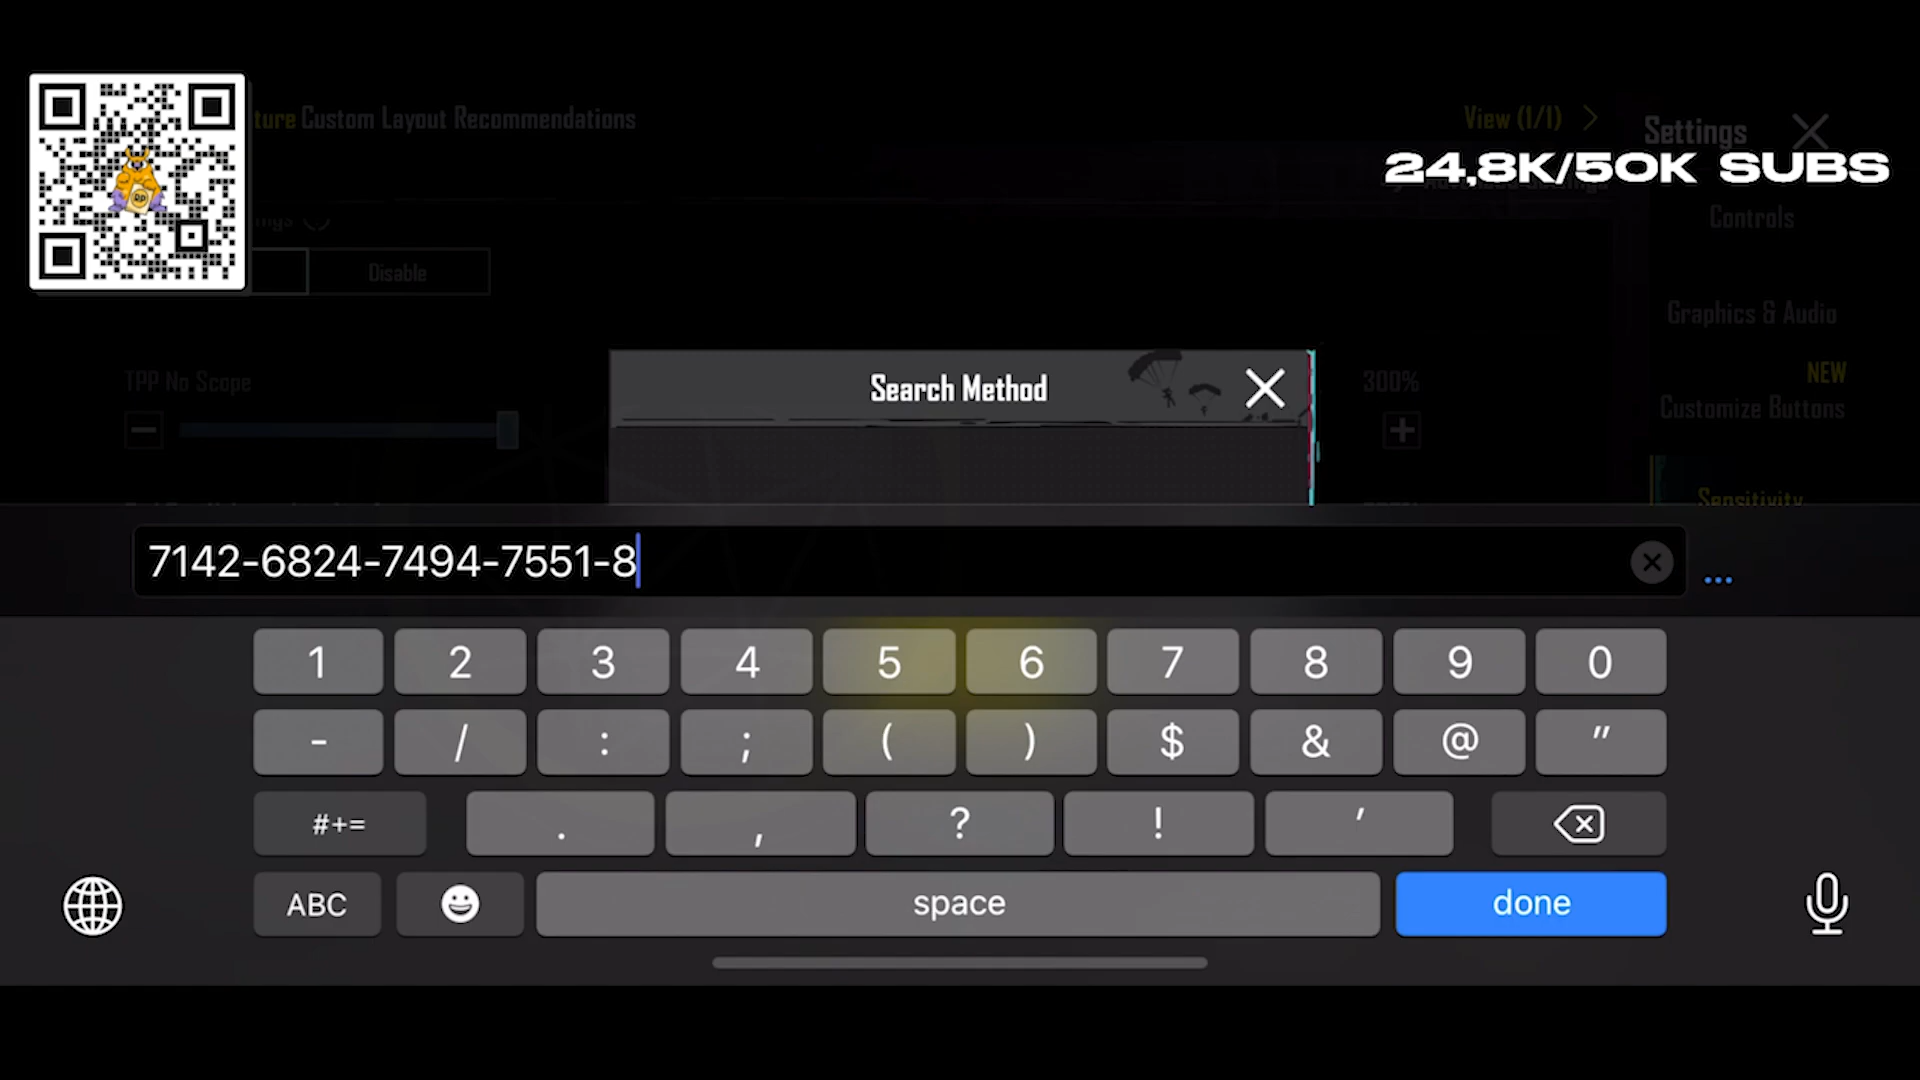 ture Custom Layout Recommendations
View (1/1)
Settings
24,8K/50K SUBS
Controls
ngs
Disable
Graphics & Audio
TPP No Scope
300%
NEW
Customize Buttons
Search Method
Sensitivity
7142-6824-7494-7551-8
...
1 2 3 4 5 6 7 8 9 0
- / : ; ( ) $ & @ "
#+= . , ? ! '
ABC space done